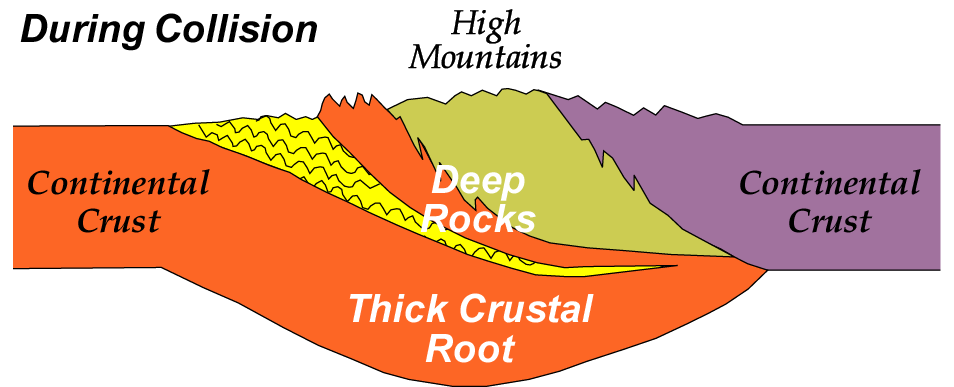 During Collision
High
Mountains
Continental
Crust
Deep
Rocks
Continental
Crust
Thick Crustal
Root